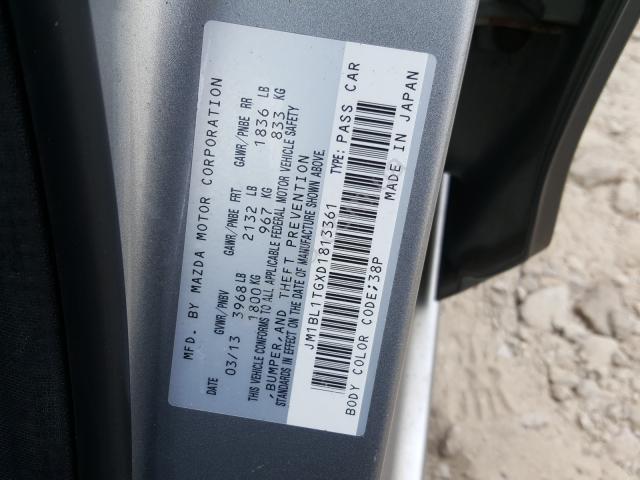 MFD. BY MAZDA MOTOR CORPORATION
DATE GVWR/PNBV GAWR/PNBE FRT GAWR/PNBE RR
03/13 3968 LB 2132 LB 1836 LB
1800 KG 967 KG 833 KG
THIS VEHICLE CONFORMS TO ALL APPLICABLE FEDERAL MOTOR VEHICLE SAFETY
, BUMPER, AND THEFT PREVENTION
STANDARDS IN EFFECT ON THE DATE OF MANUFACTURE SHOWN ABOVE.
JM1BL1TGXD1813361 TYPE: PASS CAR
BODY COLOR CODE;38P MADE IN JAPAN